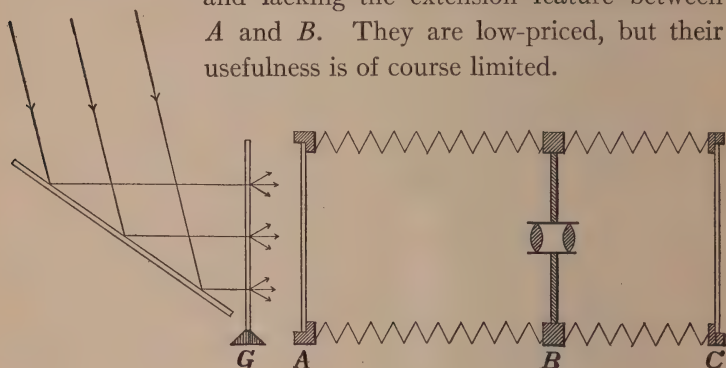 and lacking the extension feature between
A and B. They are low-priced, but their
usefulness is of course limited.
G A B C